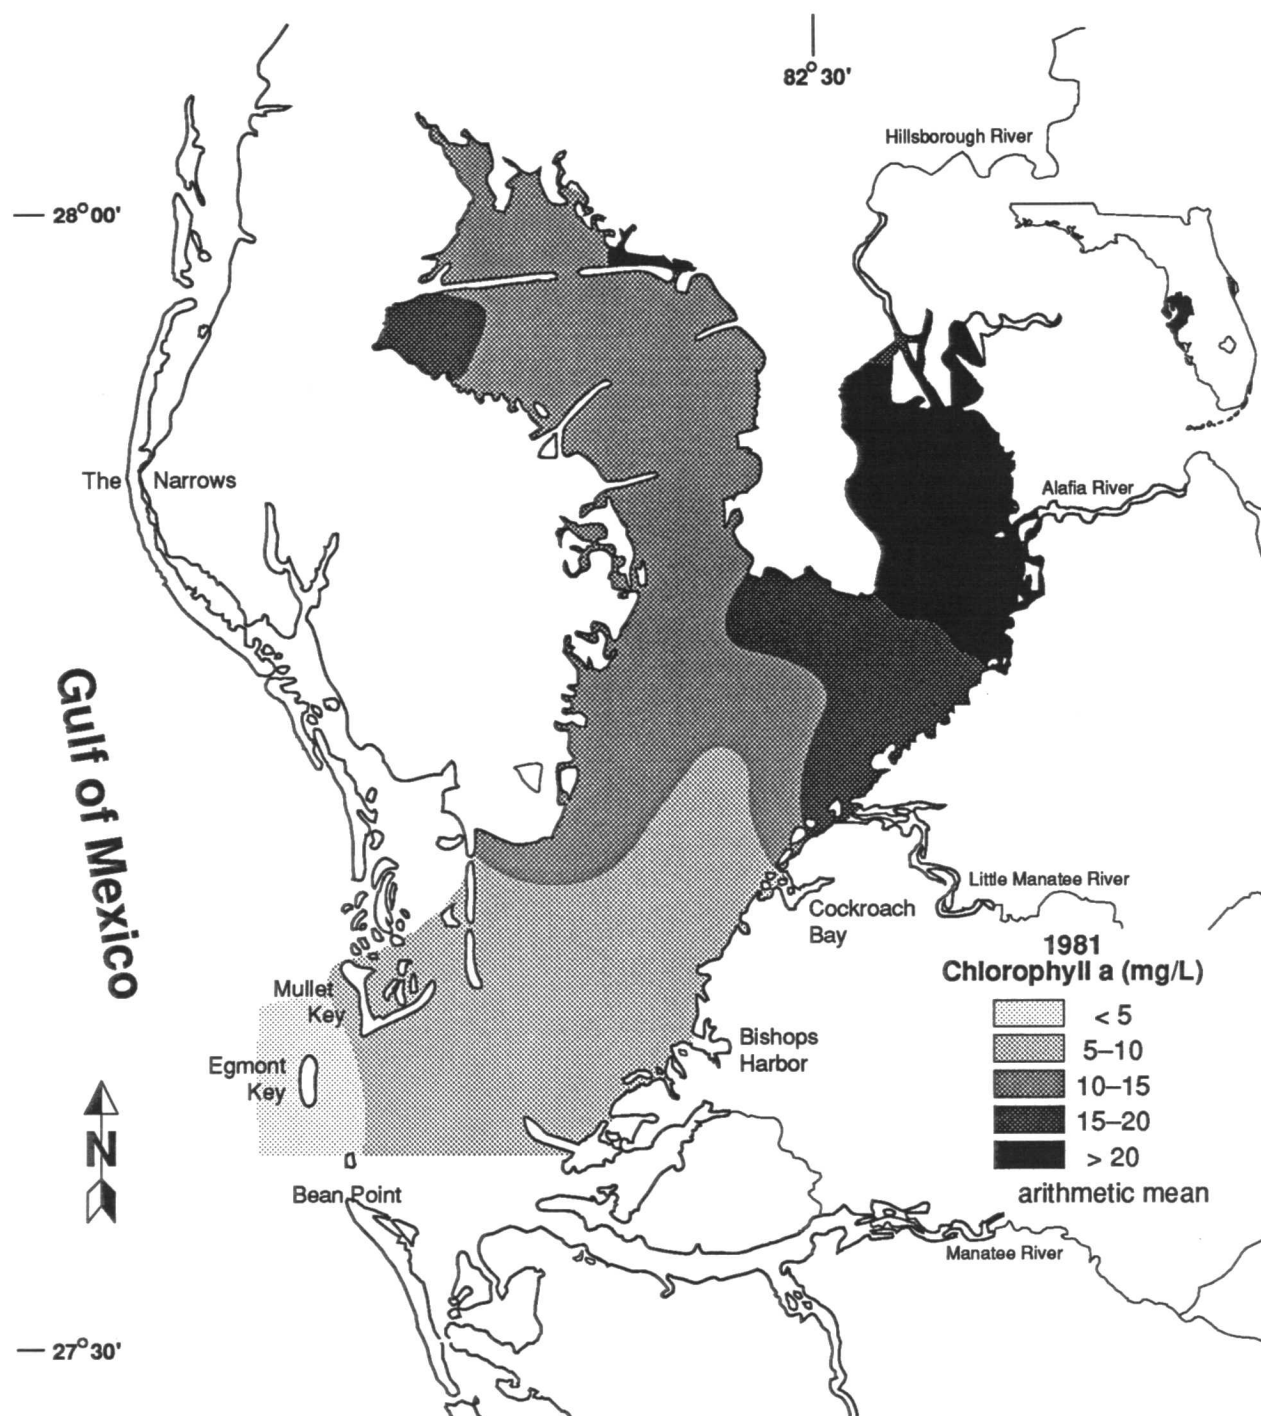 82°30'
Hillsborough River
28°00'
The Narrows
Alafia River
Gulf of Mexico
Little Manatee River
Cockroach
Bay
1981
Chlorophyll a (mg/L)
< 5
5–10
10–15
15–20
> 20
arithmetic mean
Mullet
Key
Bishops
Harbor
Egmont
Key
N
Bean Point
Manatee River
27°30'